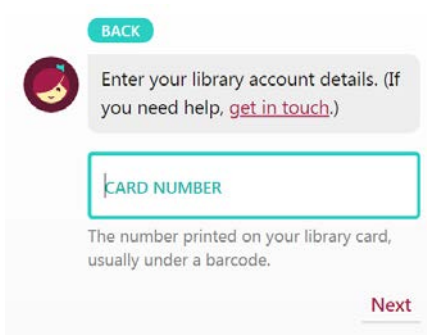 BACK
Enter your library account details. (If
you need help, get in touch.)
CARD NUMBER
The number printed on your library card,
usually under a barcode.
Next